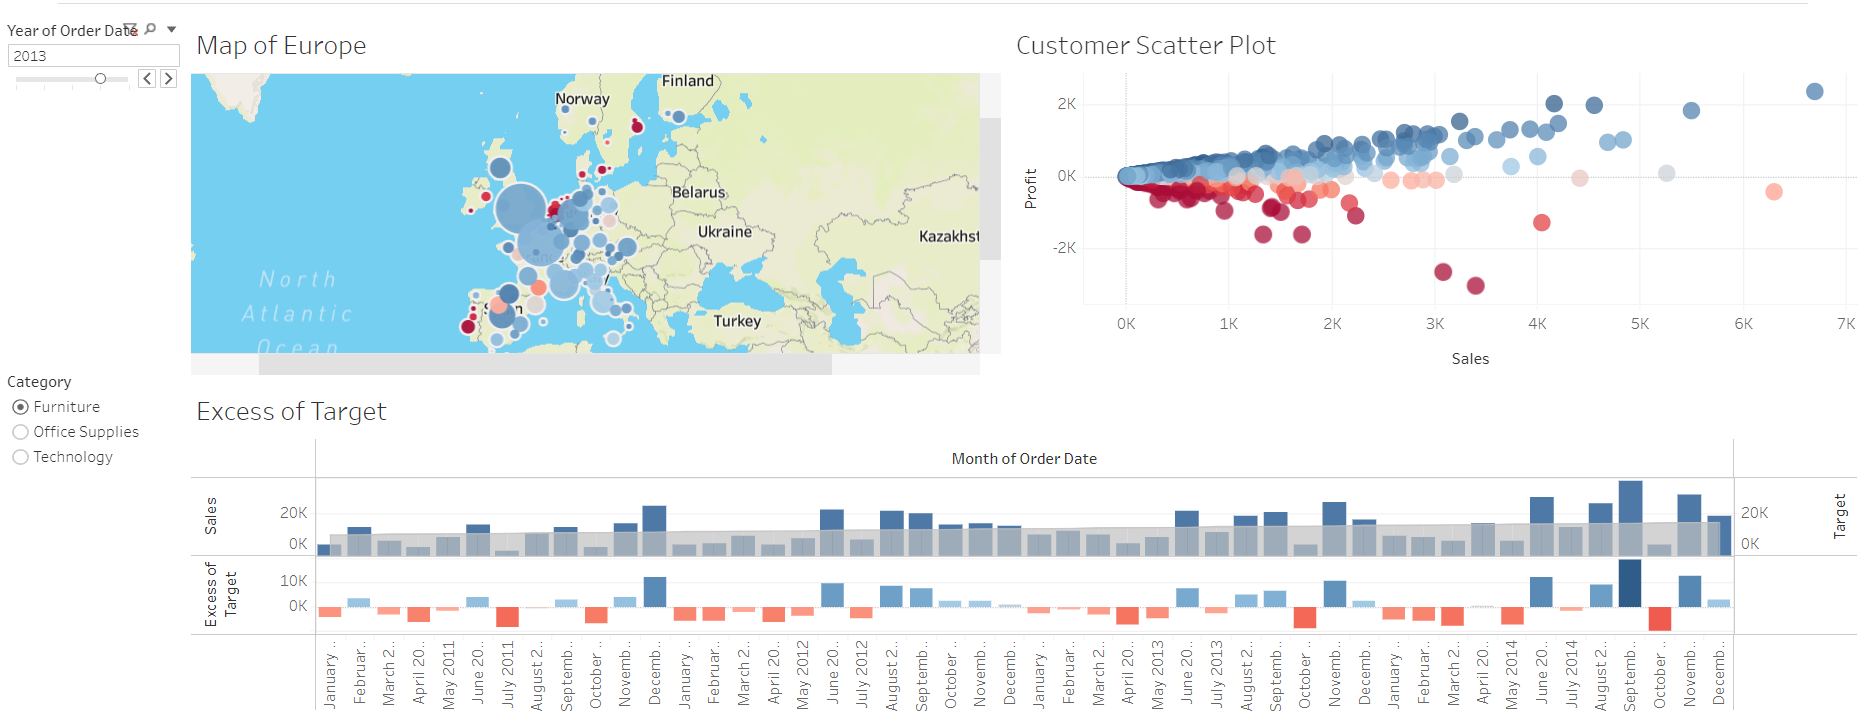 Year of Order Date
2013
Map of Europe
Customer Scatter Plot
Finland
Norway
Belarus
Ukraine
Kazakhst
Turkey
North
Atlantic
Ocean
Profit
2K
0K
-2K
0K 1K 2K 3K 4K 5K 6K 7K
Sales
Category
Furniture
Office Supplies
Technology
Excess of Target
Month of Order Date
Sales
20K
0K
20K
0K
Target
Excess of
Target
10K
0K
January .. Februar.. March 2.. April 20.. May 2011 June 20.. July 2011 August 2.. Septemb.. October .. Novemb.. Decemb.. January .. Februar.. March 2.. April 20.. May 2012 June 20.. July 2012 August 2.. Septemb.. October .. Novemb.. Decemb.. January .. Februar.. March 2.. April 20.. May 2013 June 20.. July 2013 August 2.. Septemb.. October .. Novemb.. Decemb.. January .. Februar.. March 2.. April 20.. May 2014 June 20.. July 2014 August 2.. Septemb.. October .. Novemb.. Decemb..